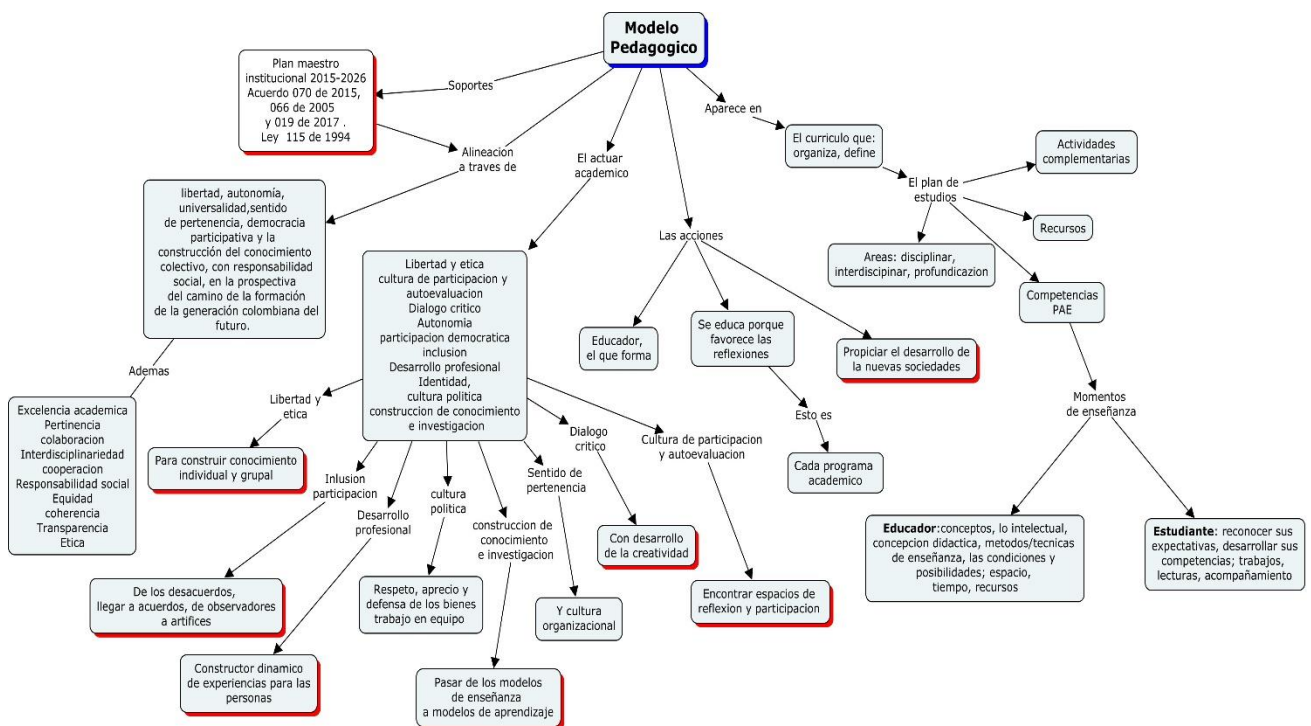 Modelo
Pedagogico
Plan maestro
institucional 2015-2026
Acuerdo 070 de 2015,
066 de 2005
y 019 de 2017 .
Ley 115 de 1994
Soportes
Alineacion
a traves de
El actuar
academico
Aparece en
El curriculo que:
organiza, define
Actividades
complementarias
El plan de
estudios
Recursos
Areas: disciplinar,
interdiscipinar, profundizacion
Competencias
PAE
libertad, autonomía,
universalidad,sentido
de pertenencia, democracia
participativa y la
construcción del conocimiento
colectivo, con responsabilidad
social, en la prospectiva
del camino de la formación
de la generación colombiana del
futuro.
Las acciones
Libertad y etica
cultura de participacion y
autoevaluacion
Dialogo critico
Autonomia
participacion democratica
inclusion
Desarrollo profesional
Identidad,
cultura politica
construccion de conocimiento
e investigacion
Educador,
el que forma
Se educa porque
favorece las
reflexiones
Propiciar el desarrollo de
la nuevas sociedades
Ademas
Excelencia academica
Pertinencia
colaboracion
Interdisciplinariedad
cooperacion
Responsabilidad social
Equidad
coherencia
Transparencia
Etica
Libertad y
etica
Para construir conocimiento
individual y grupal
Inlusion
participacion
Desarrollo
profesional
cultura
politica
construccion de
conocimiento
e investigacion
Sentido de
pertenencia
Dialogo
critico
Cultura de participacion
y autoevaluacion
Esto es
Cada programa
academico
Momentos
de enseñanza
Educador:conceptos, lo intelectual,
concepcion didactica, metodos/tecnicas
de enseñanza, las condiciones y
posibilidades; espacio,
tiempo, recursos
Estudiante: reconocer sus
expectativas, desarrollar sus
competencias; trabajos,
lecturas, acompañamiento
De los desacuerdos,
llegar a acuerdos, de observadores
a artifices
Constructor dinamico
de experiencias para las
personas
Respeto, aprecio y
defensa de los bienes
trabajo en equipo
Pasar de los modelos
de enseñanza
a modelos de aprendizaje
Y cultura
organizacional
Con desarrollo
de la creatividad
Encontrar espacios de
reflexion y participacion